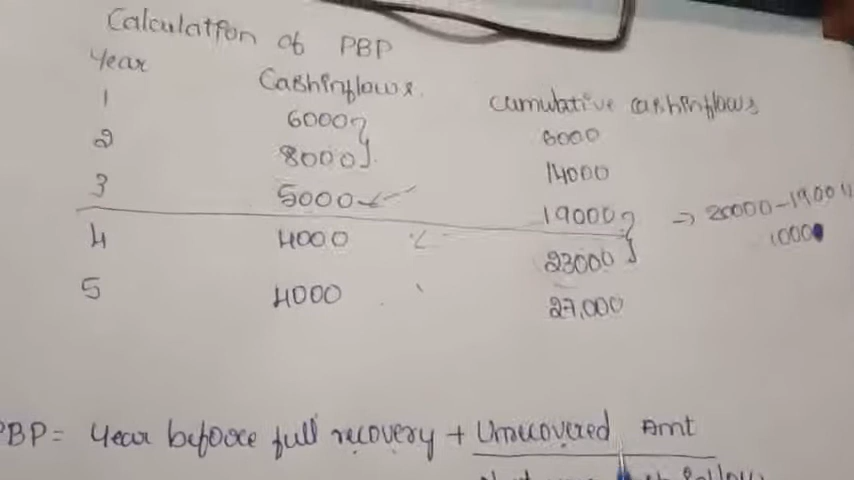 Calculation of PBP
Year Cashinflows. cumulative cashinflows
1 6000 6000
2 8000 14000
3 5000 19000 => 20000-19000
1000
4 4000 23000
5 4000 27,000
PBP = Year before full recovery + Unrecovered Amt